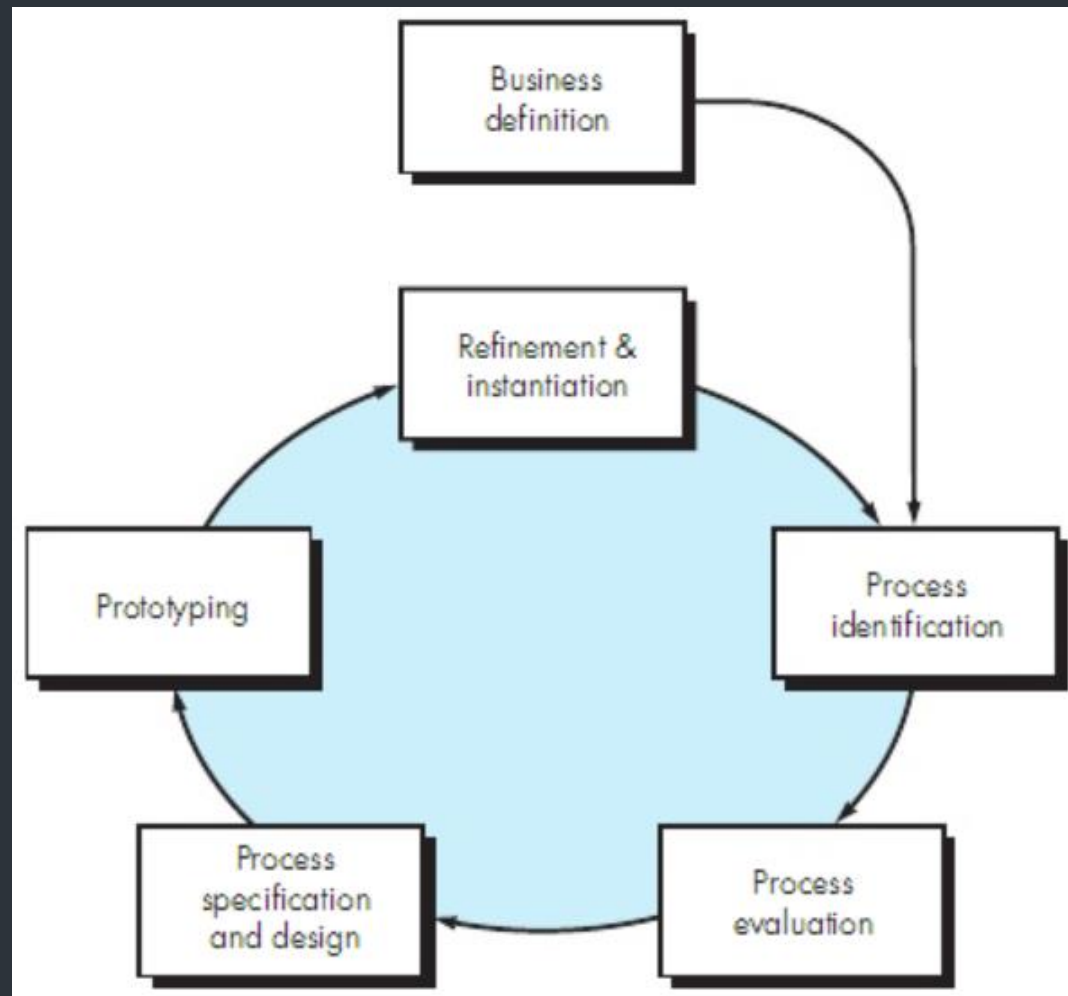 Business
definition
Refinement &
instantiation
Prototyping
Process
identification
Process
specification
and design
Process
evaluation